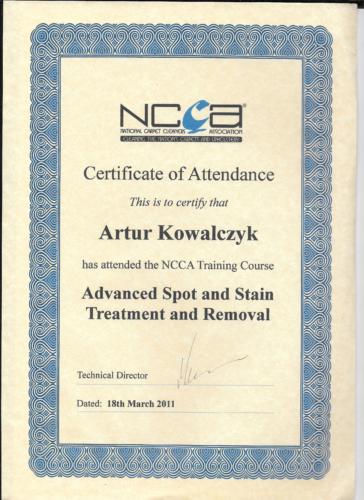 NCCA®
NATIONAL CARPET CLEANERS ASSOCIATION
CLEANING THE NATION'S CARPETS AND UPHOLSTERY
Certificate of Attendance
This is to certify that
Artur Kowalczyk
has attended the NCCA Training Course
Advanced Spot and Stain
Treatment and Removal
Technical Director
Dated: 18th March 2011